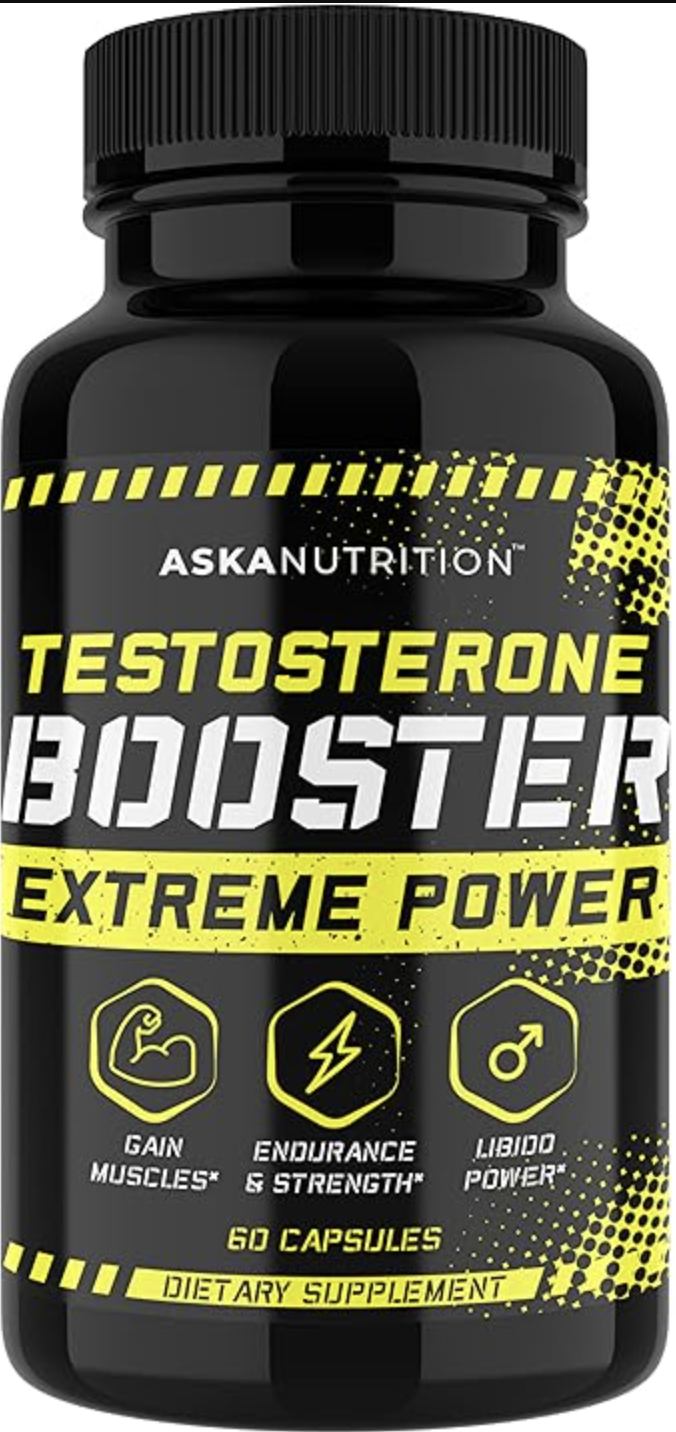 ASKANUTRITION™
TESTOSTERONE
BOOSTER
EXTREME POWER
GAIN
MUSCLES*
ENDURANCE
& STRENGTH*
LIBIDO
POWER*
60 CAPSULES
DIETARY SUPPLEMENT